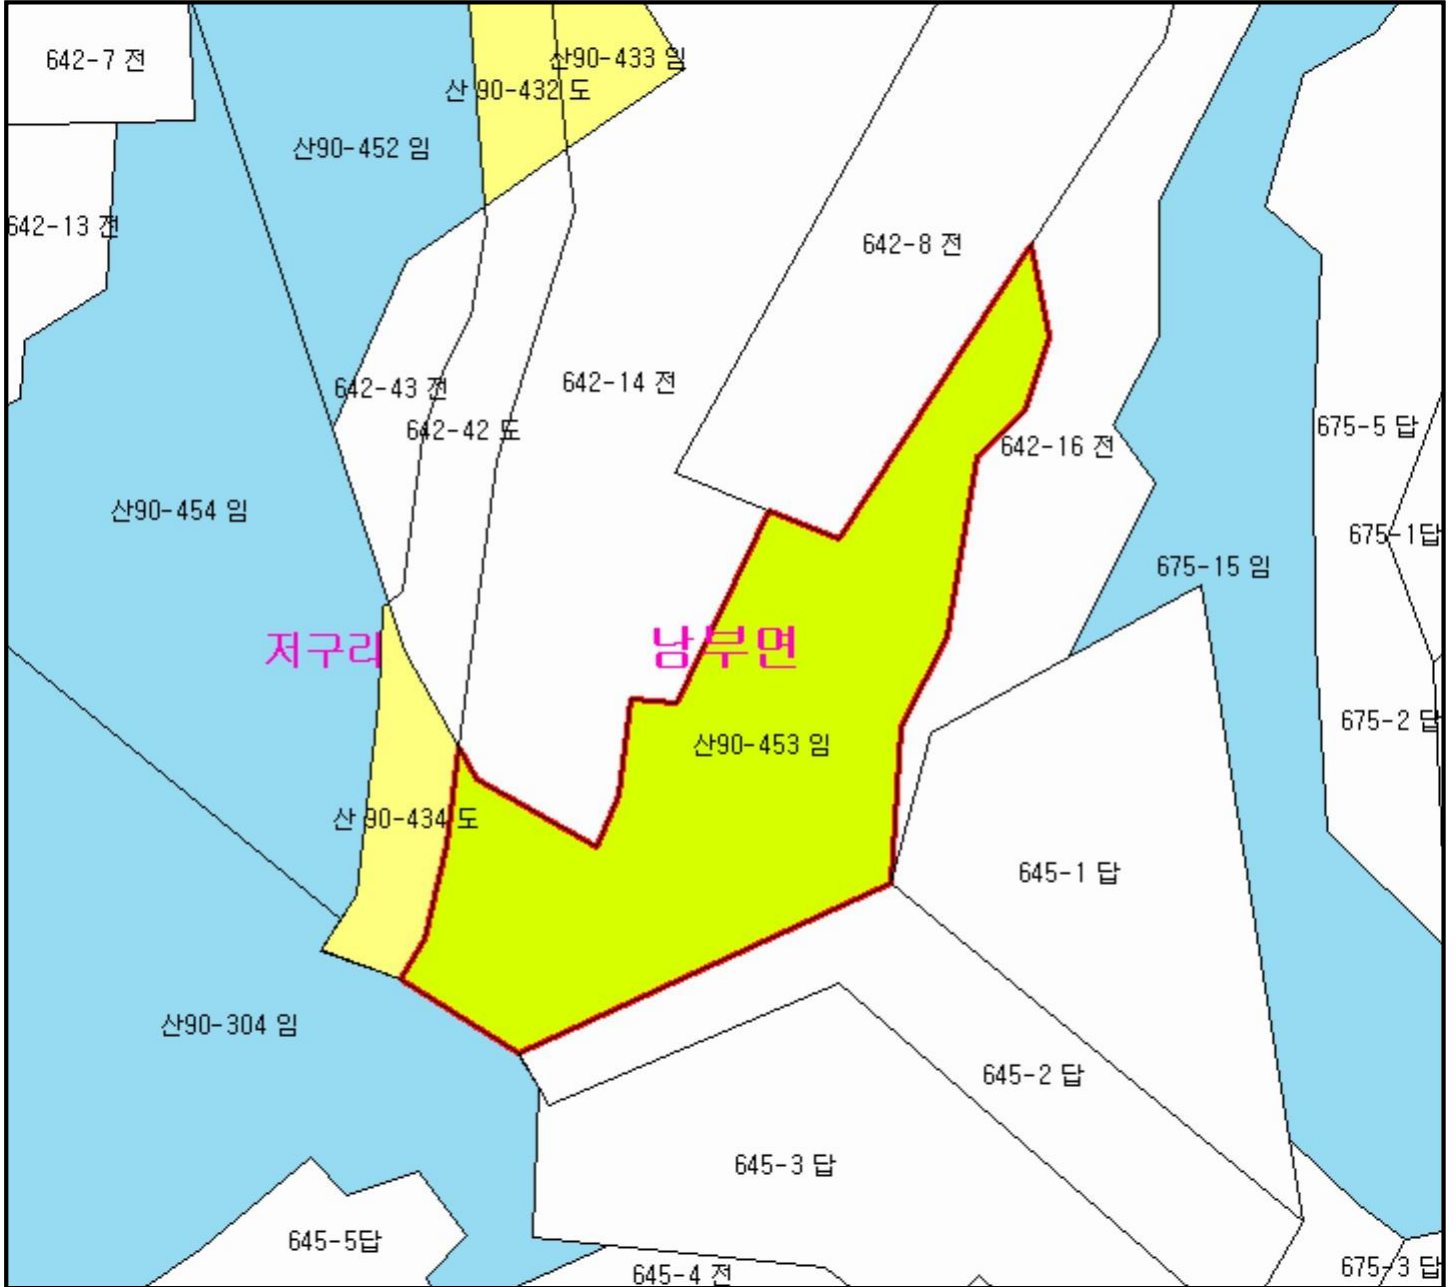 642-7 전
산90-433 임
산 90-432 도
산90-452 임
642-13 전
642-8 전
642-43 전
642-14 전
642-42 도
642-16 전
675-5 답
산90-454 임
675-1답
675-15 임
저구리
남부면
675-2 답
산90-453 임
산 90-434 도
645-1 답
산90-304 임
645-2 답
645-3 답
645-5답
645-4 전
675-3 답